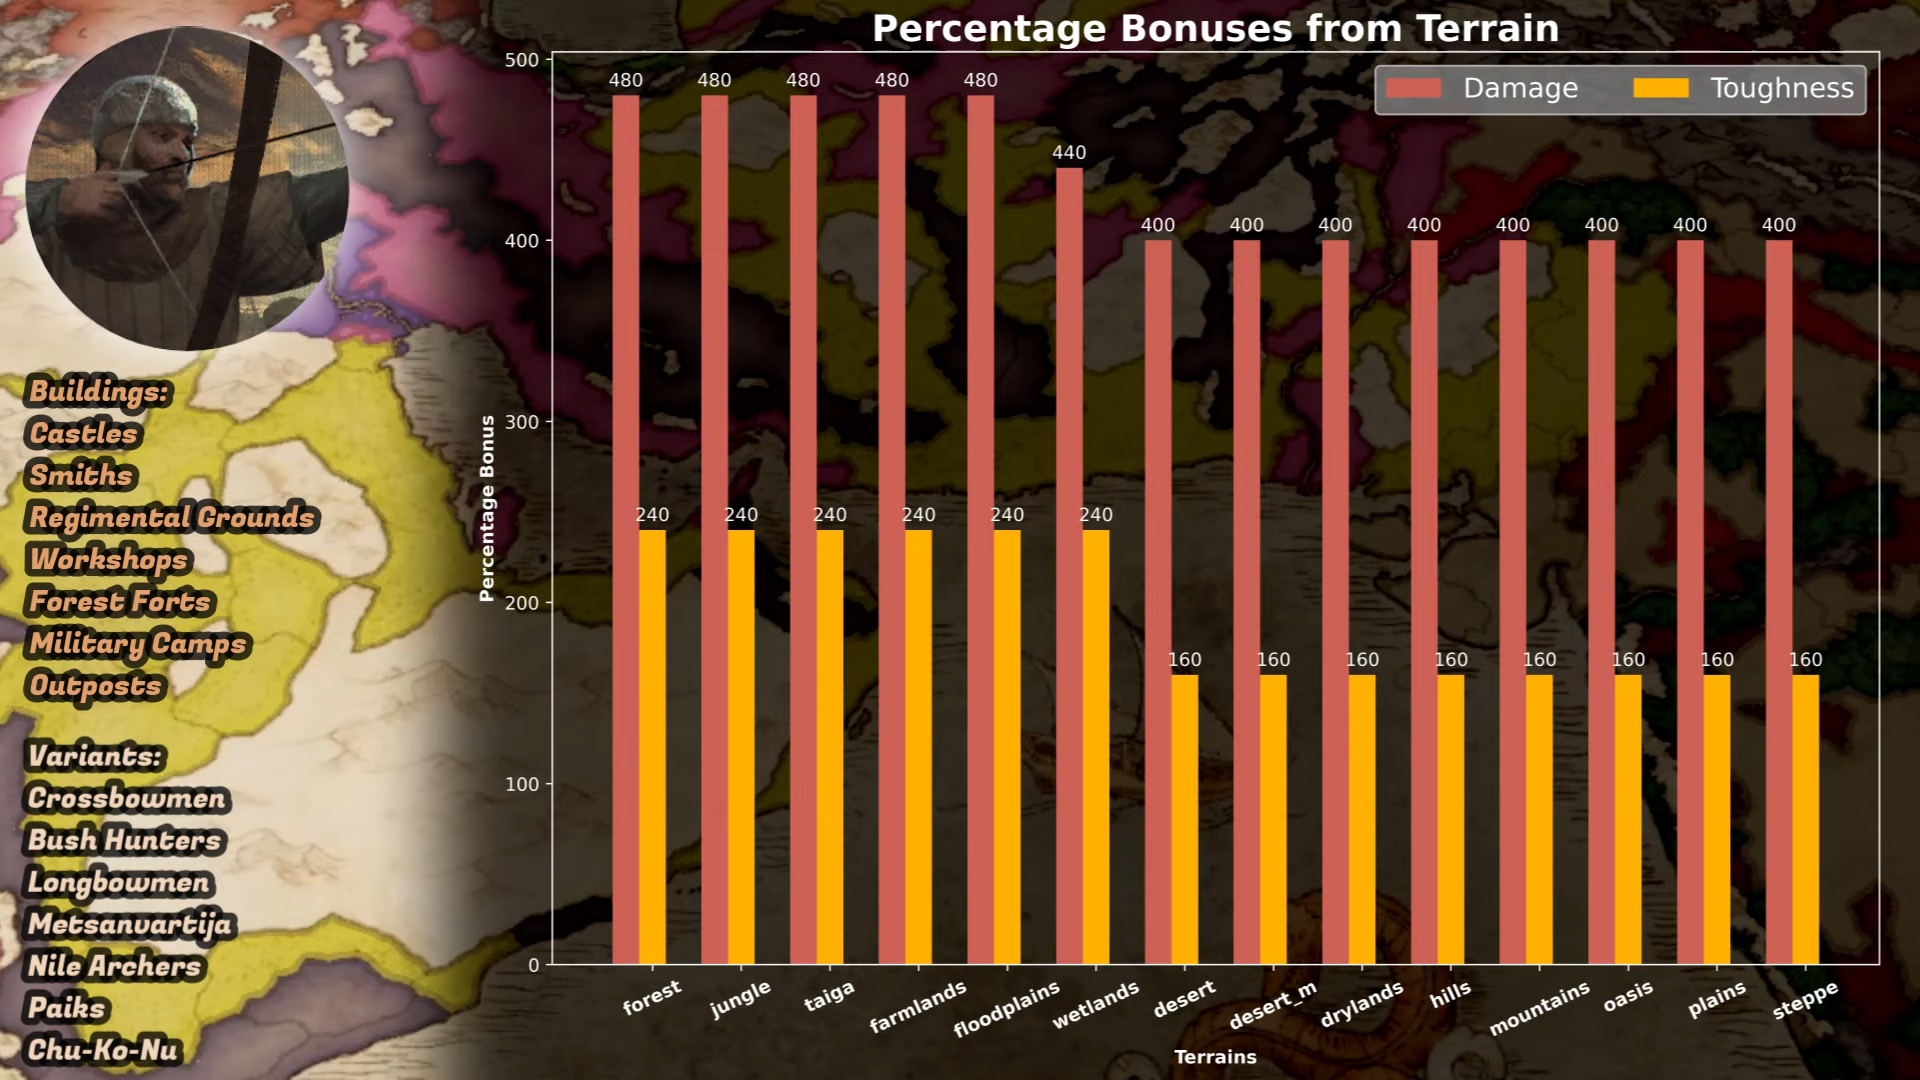 Percentage Bonuses from Terrain
Damage
Toughness
Buildings:
Castles
Smiths
Regimental Grounds
Workshops
Forest Forts
Military Camps
Outposts
Variants:
Crossbowmen
Bush Hunters
Longbowmen
Metsanvartija
Nile Archers
Paiks
Chu-Ko-Nu
Percentage Bonus
500
400
300
200
100
0
480 480 480 480 480 440 400 400 400 400 400 400 400 400
240 240 240 240 240 240 160 160 160 160 160 160 160 160
forest jungle taiga farmlands floodplains wetlands desert desert_m drylands hills mountains oasis plains steppe
Terrains